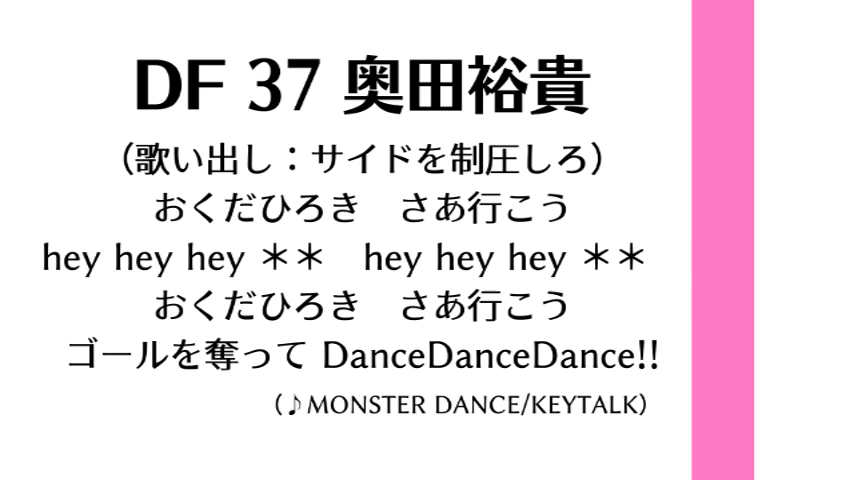 DF 37 奥田裕貴
（歌い出し：サイドを制圧しろ）
おくだひろき　さあ行こう
hey hey hey ＊＊　hey hey hey ＊＊
おくだひろき　さあ行こう
ゴールを奪って DanceDanceDance!!
（♪MONSTER DANCE/KEYTALK）